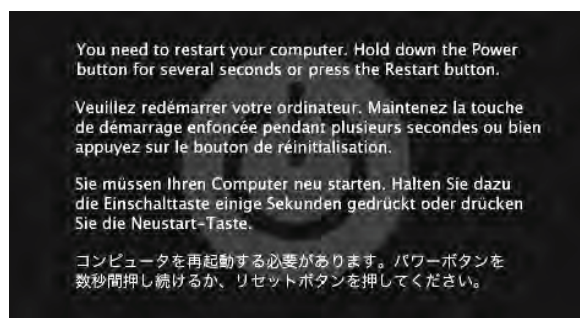 You need to restart your computer. Hold down the Power
button for several seconds or press the Restart button.
Veuillez redémarrer votre ordinateur. Maintenez la touche
de démarrage enfoncée pendant plusieurs secondes ou bien
appuyez sur le bouton de réinitialisation.
Sie müssen Ihren Computer neu starten. Halten Sie dazu
die Einschalttaste einige Sekunden gedrückt oder drücken
Sie die Neustart-Taste.
コンピュータを再起動する必要があります。パワーボタンを
数秒間押し続けるか、リセットボタンを押してください。